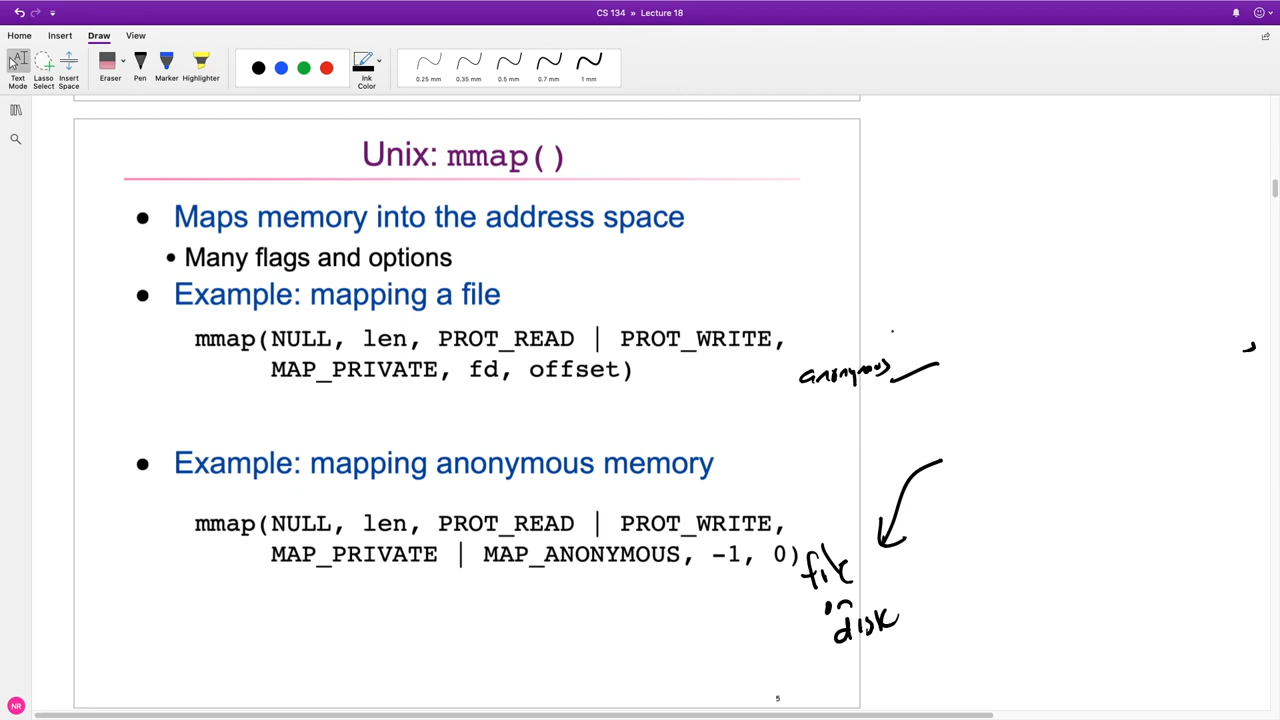 CS 134 » Lecture 18
Home Insert Draw View
Text Mode
Lasso Select
Insert Space
Eraser
Pen
Marker
Highlighter
Ink Color
0.25 mm
0.35 mm
0.5 mm
0.7 mm
1 mm
Unix: mmap()
● Maps memory into the address space
• Many flags and options
● Example: mapping a file
mmap(NULL, len, PROT_READ | PROT_WRITE,
MAP_PRIVATE, fd, offset)
anonymous
● Example: mapping anonymous memory
mmap(NULL, len, PROT_READ | PROT_WRITE,
MAP_PRIVATE | MAP_ANONYMOUS, -1, 0)
file
on
disk
5
NR